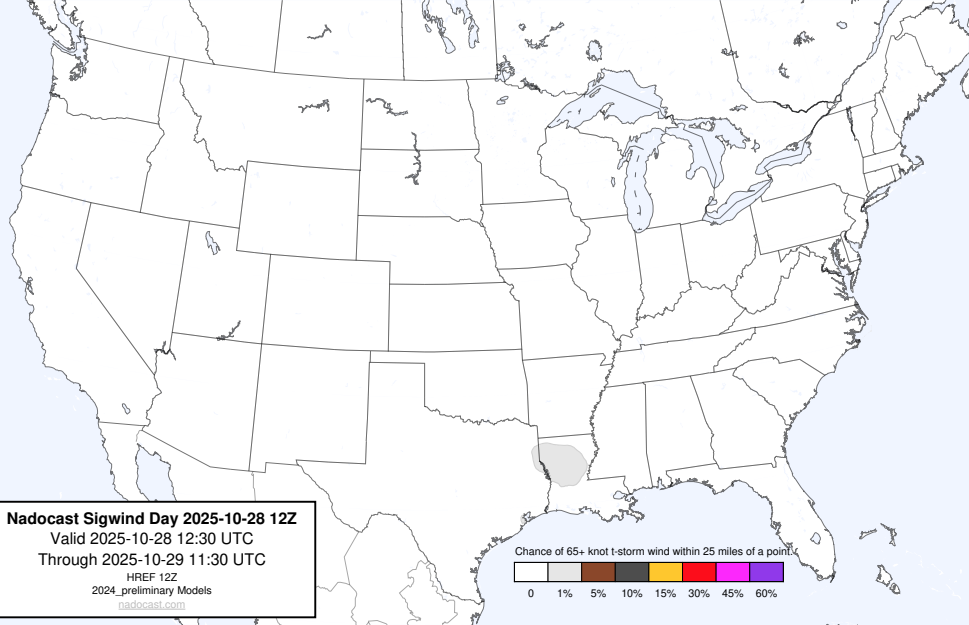 Nadocast Sigwind Day 2025-10-28 12Z
Valid 2025-10-28 12:30 UTC
Through 2025-10-29 11:30 UTC
HREF 12Z
2024_preliminary Models
nadocast.com
Chance of 65+ knot t-storm wind within 25 miles of a point.
0 1% 5% 10% 15% 30% 45% 60%